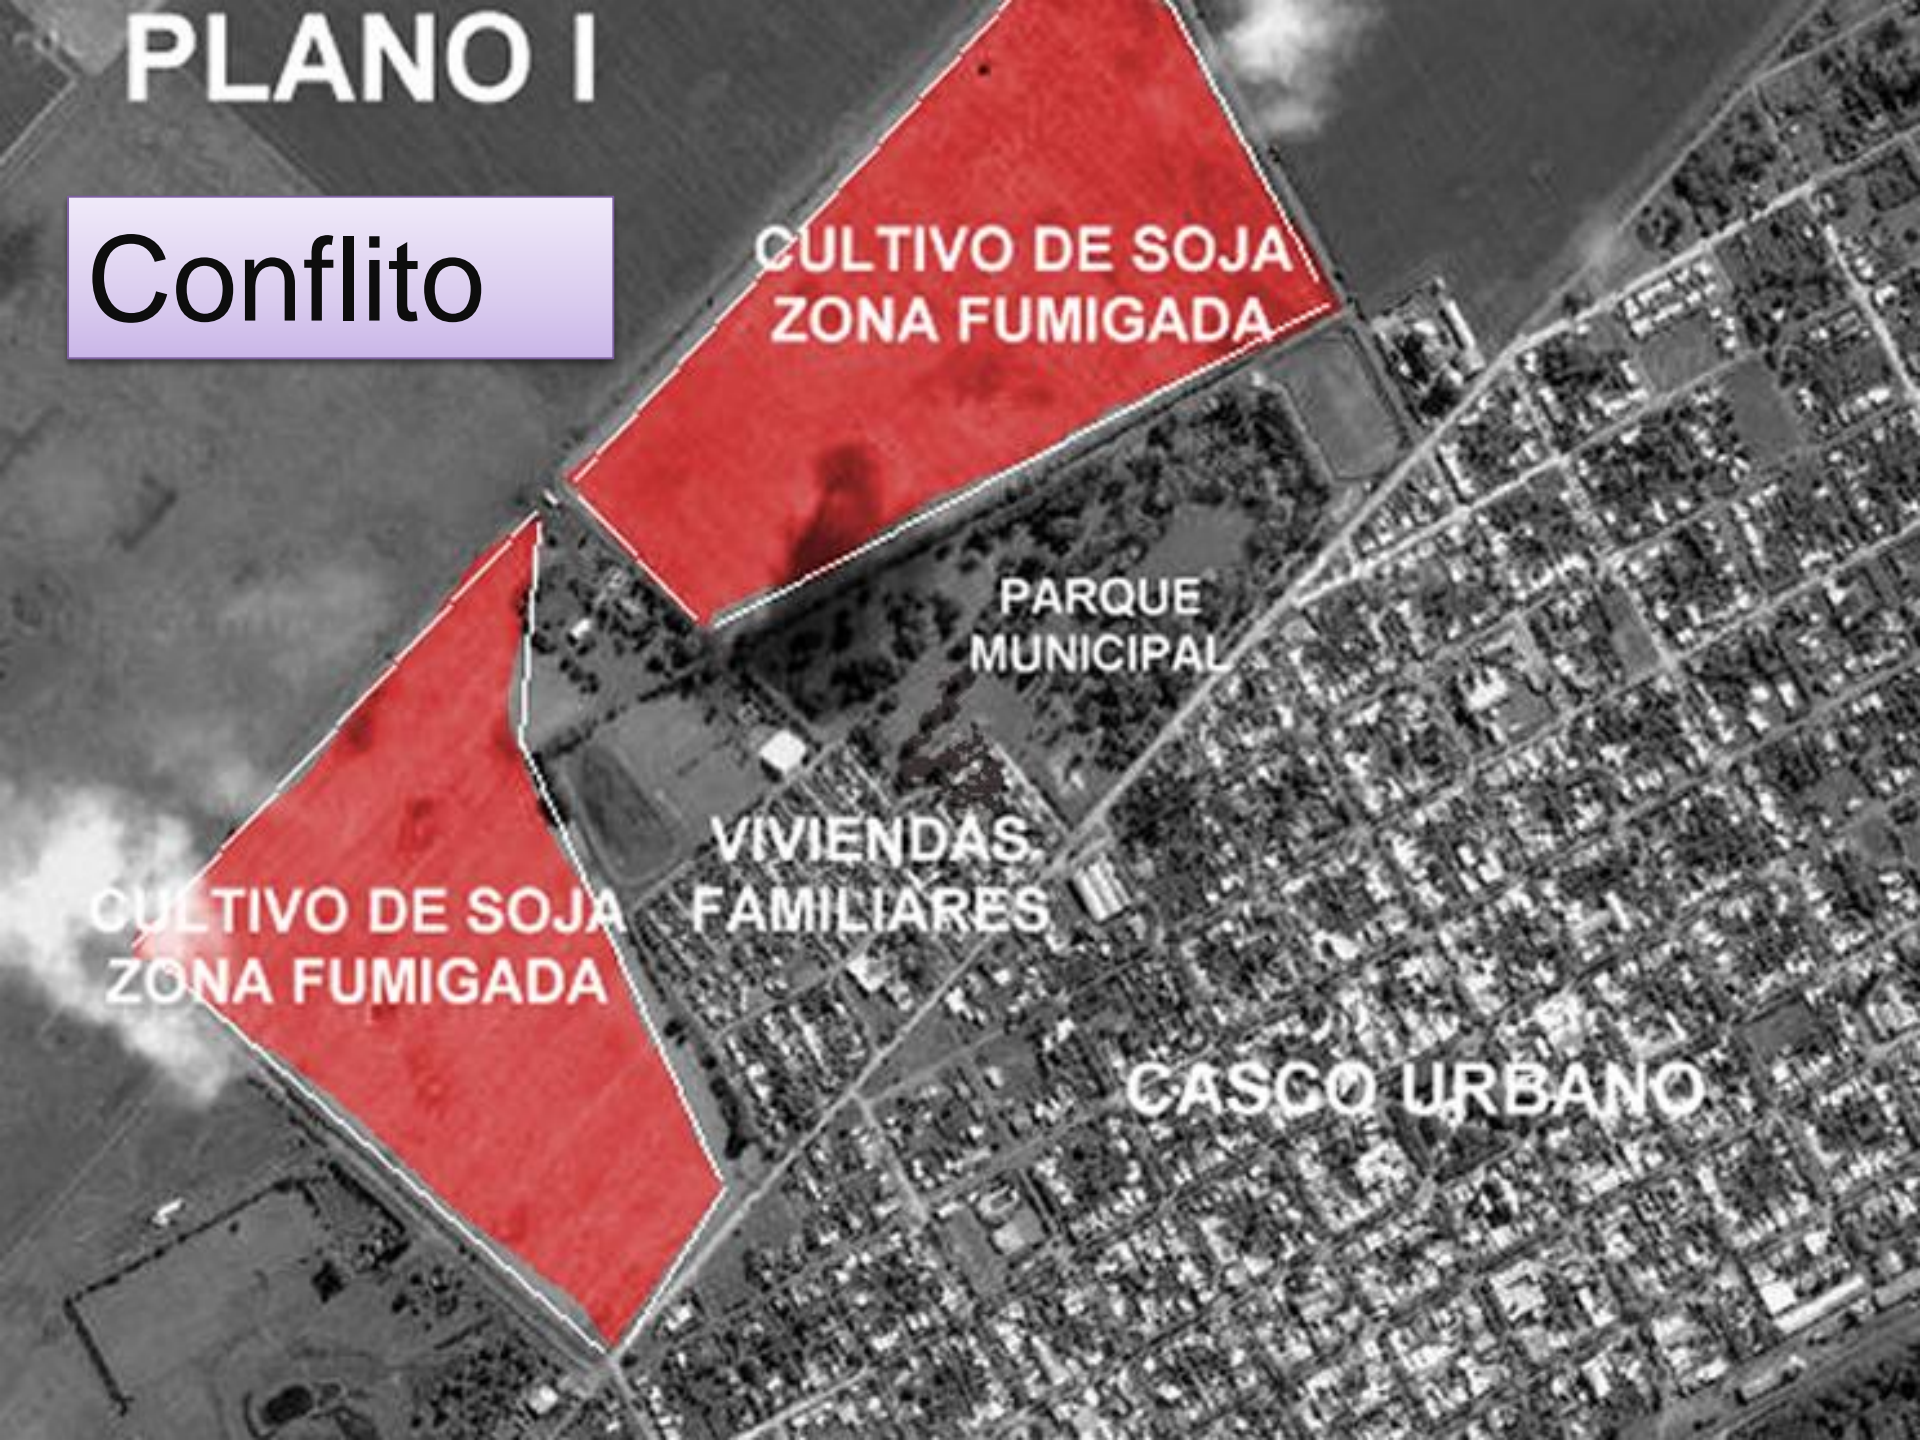 PLANO I
Conflito
CULTIVO DE SOJA
ZONA FUMIGADA
PARQUE
MUNICIPAL
VIVIENDAS
FAMILIARES
CULTIVO DE SOJA
ZONA FUMIGADA
CASCO URBANO